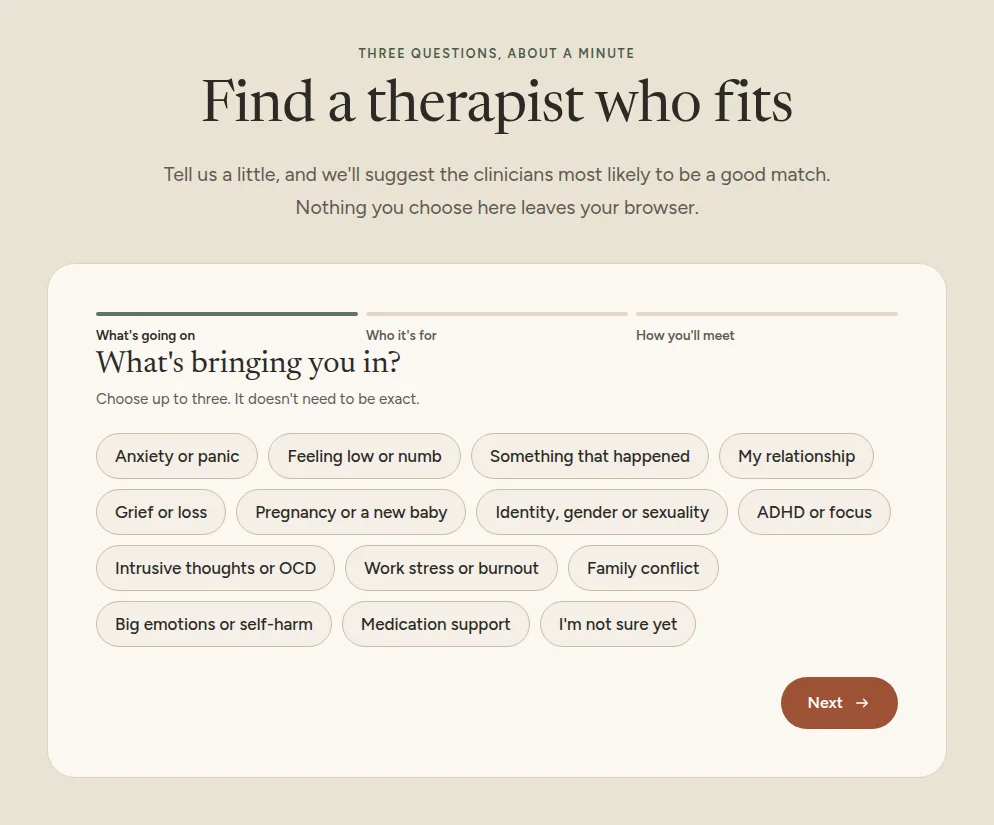 THREE QUESTIONS, ABOUT A MINUTE
Find a therapist who fits
Tell us a little, and we'll suggest the clinicians most likely to be a good match.
Nothing you choose here leaves your browser.
What's going on
Who it's for
How you'll meet
What's bringing you in?
Choose up to three. It doesn't need to be exact.
Anxiety or panic
Feeling low or numb
Something that happened
My relationship
Grief or loss
Pregnancy or a new baby
Identity, gender or sexuality
ADHD or focus
Intrusive thoughts or OCD
Work stress or burnout
Family conflict
Big emotions or self-harm
Medication support
I'm not sure yet
Next →